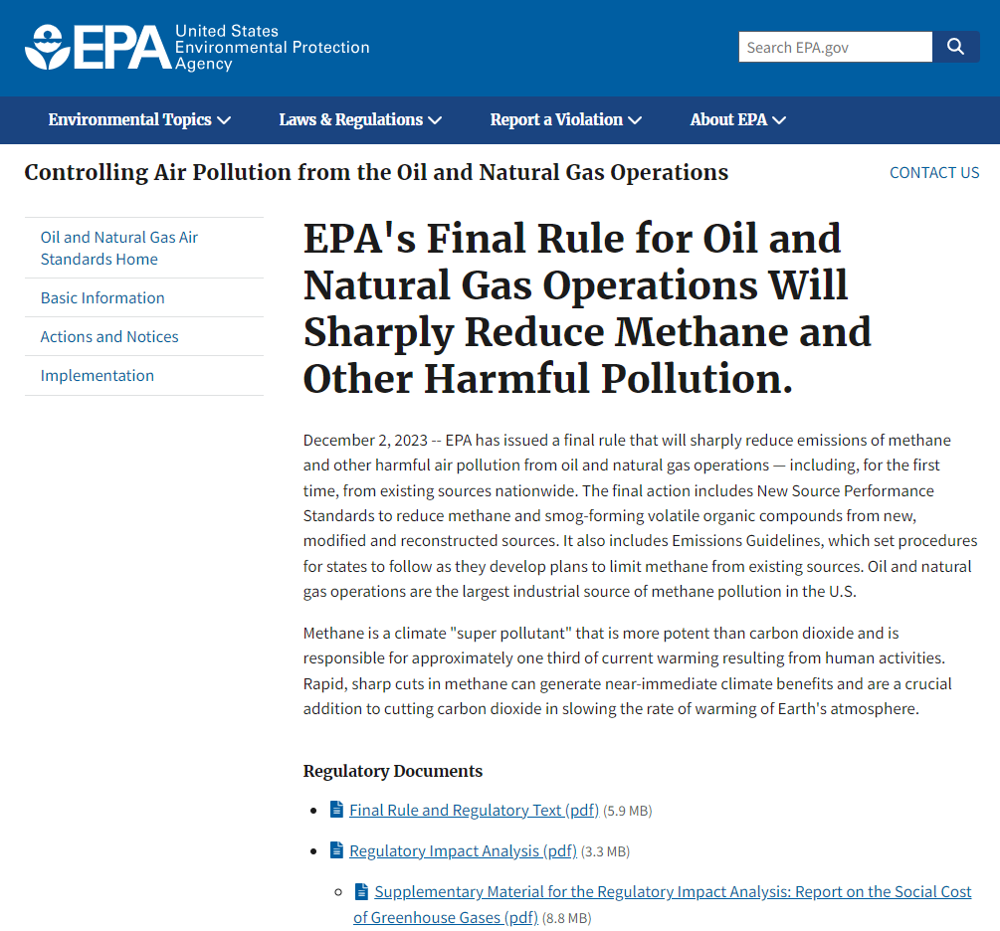 EPA
United States
Environmental Protection
Agency
Search EPA.gov
Environmental Topics
Laws & Regulations
Report a Violation
About EPA
Controlling Air Pollution from the Oil and Natural Gas Operations
CONTACT US
Oil and Natural Gas Air
Standards Home
Basic Information
Actions and Notices
Implementation
EPA's Final Rule for Oil and
Natural Gas Operations Will
Sharply Reduce Methane and
Other Harmful Pollution.
December 2, 2023 -- EPA has issued a final rule that will sharply reduce emissions of methane
and other harmful air pollution from oil and natural gas operations — including, for the first
time, from existing sources nationwide. The final action includes New Source Performance
Standards to reduce methane and smog-forming volatile organic compounds from new,
modified and reconstructed sources. It also includes Emissions Guidelines, which set procedures
for states to follow as they develop plans to limit methane from existing sources. Oil and natural
gas operations are the largest industrial source of methane pollution in the U.S.
Methane is a climate "super pollutant" that is more potent than carbon dioxide and is
responsible for approximately one third of current warming resulting from human activities.
Rapid, sharp cuts in methane can generate near-immediate climate benefits and are a crucial
addition to cutting carbon dioxide in slowing the rate of warming of Earth's atmosphere.
Regulatory Documents
Final Rule and Regulatory Text (pdf) (5.9 MB)
Regulatory Impact Analysis (pdf) (3.3 MB)
Supplementary Material for the Regulatory Impact Analysis: Report on the Social Cost
of Greenhouse Gases (pdf) (8.8 MB)